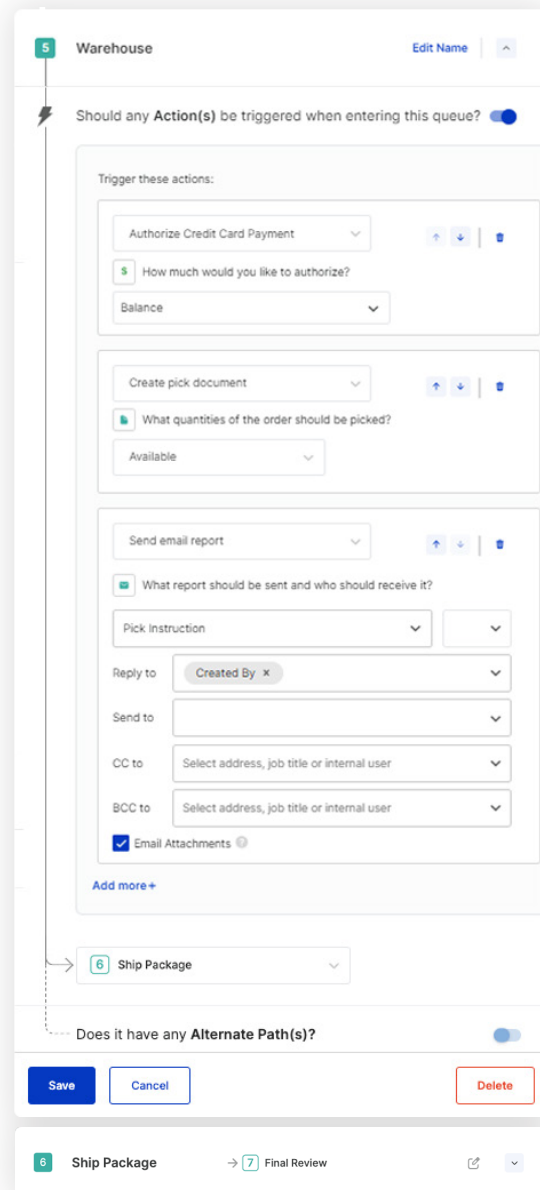 5 Warehouse Edit Name
Should any Action(s) be triggered when entering this queue?
Trigger these actions:
Authorize Credit Card Payment
$ How much would you like to authorize?
Balance
Create pick document
What quantities of the order should be picked?
Available
Send email report
What report should be sent and who should receive it?
Pick Instruction
Reply to Created By ×
Send to
CC to Select address, job title or internal user
BCC to Select address, job title or internal user
Email Attachments ?
Add more+
6 Ship Package
Does it have any Alternate Path(s)?
Save Cancel Delete
6 Ship Package → 7 Final Review